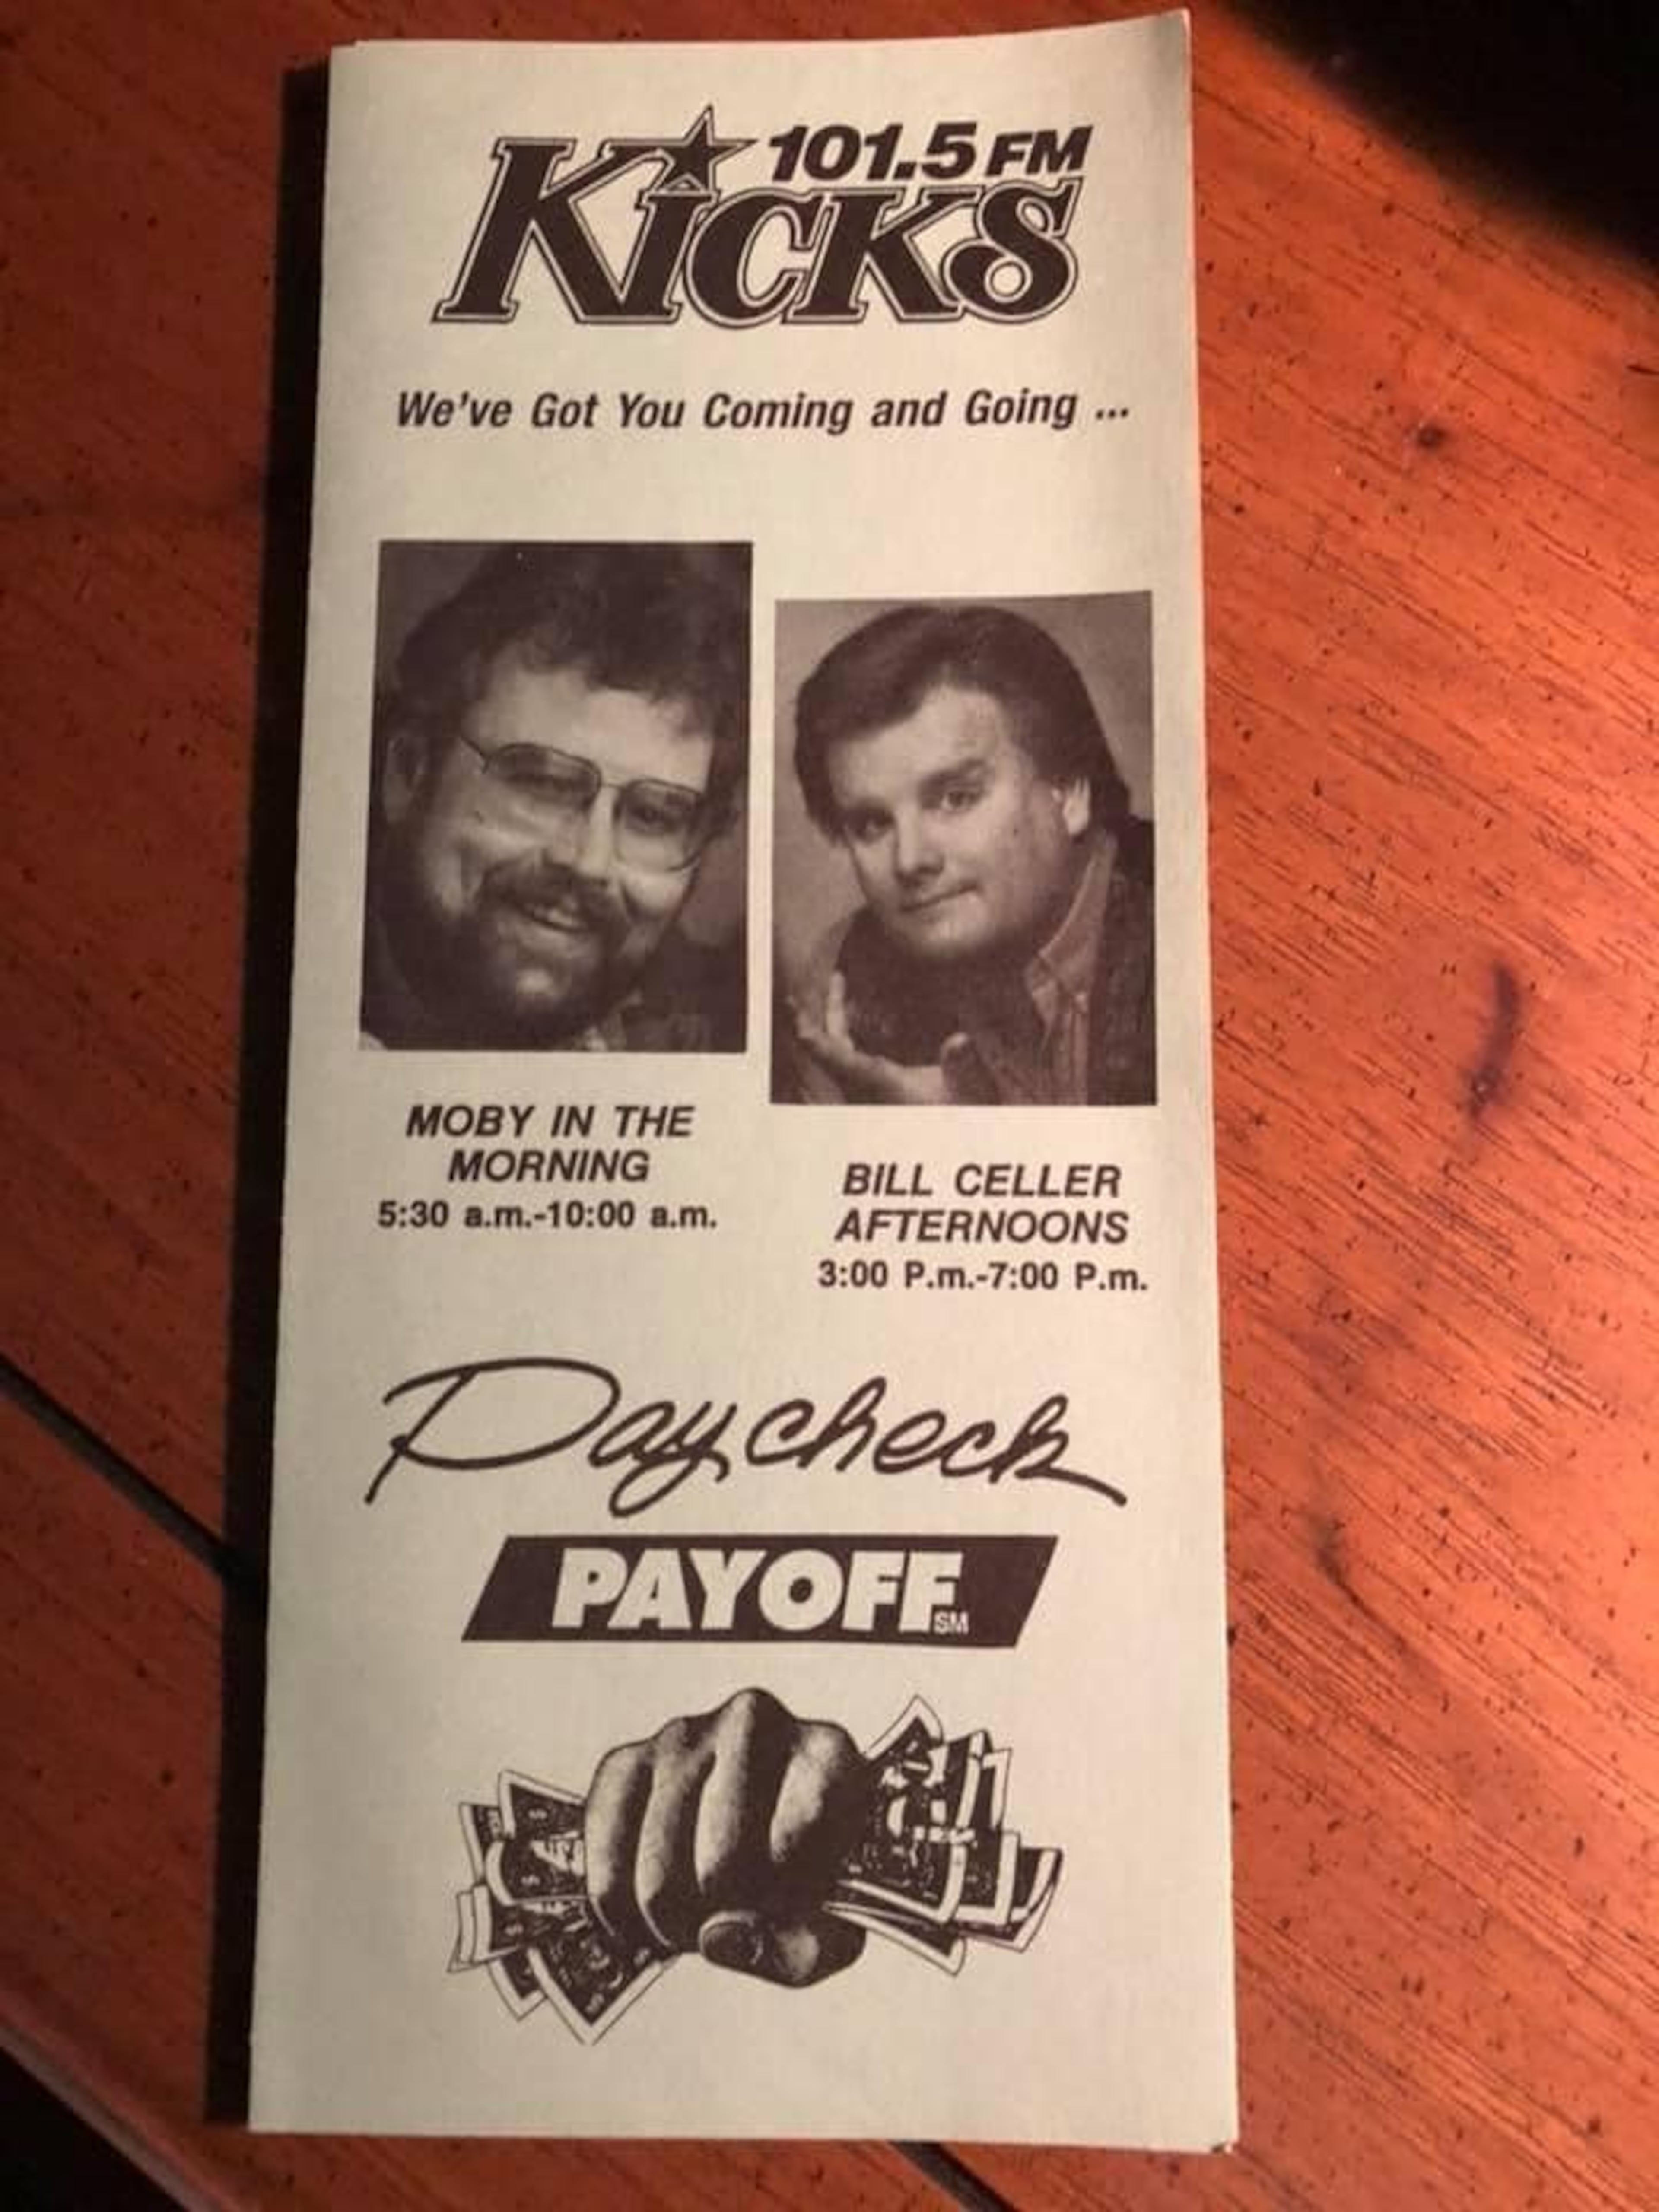 101.5 FM
KICKS
We've Got You Coming and Going ...
MOBY IN THE
MORNING
5:30 a.m.-10:00 a.m.
BILL CELLER
AFTERNOONS
3:00 P.m.-7:00 P.m.
Paycheck
PAYOFF SM